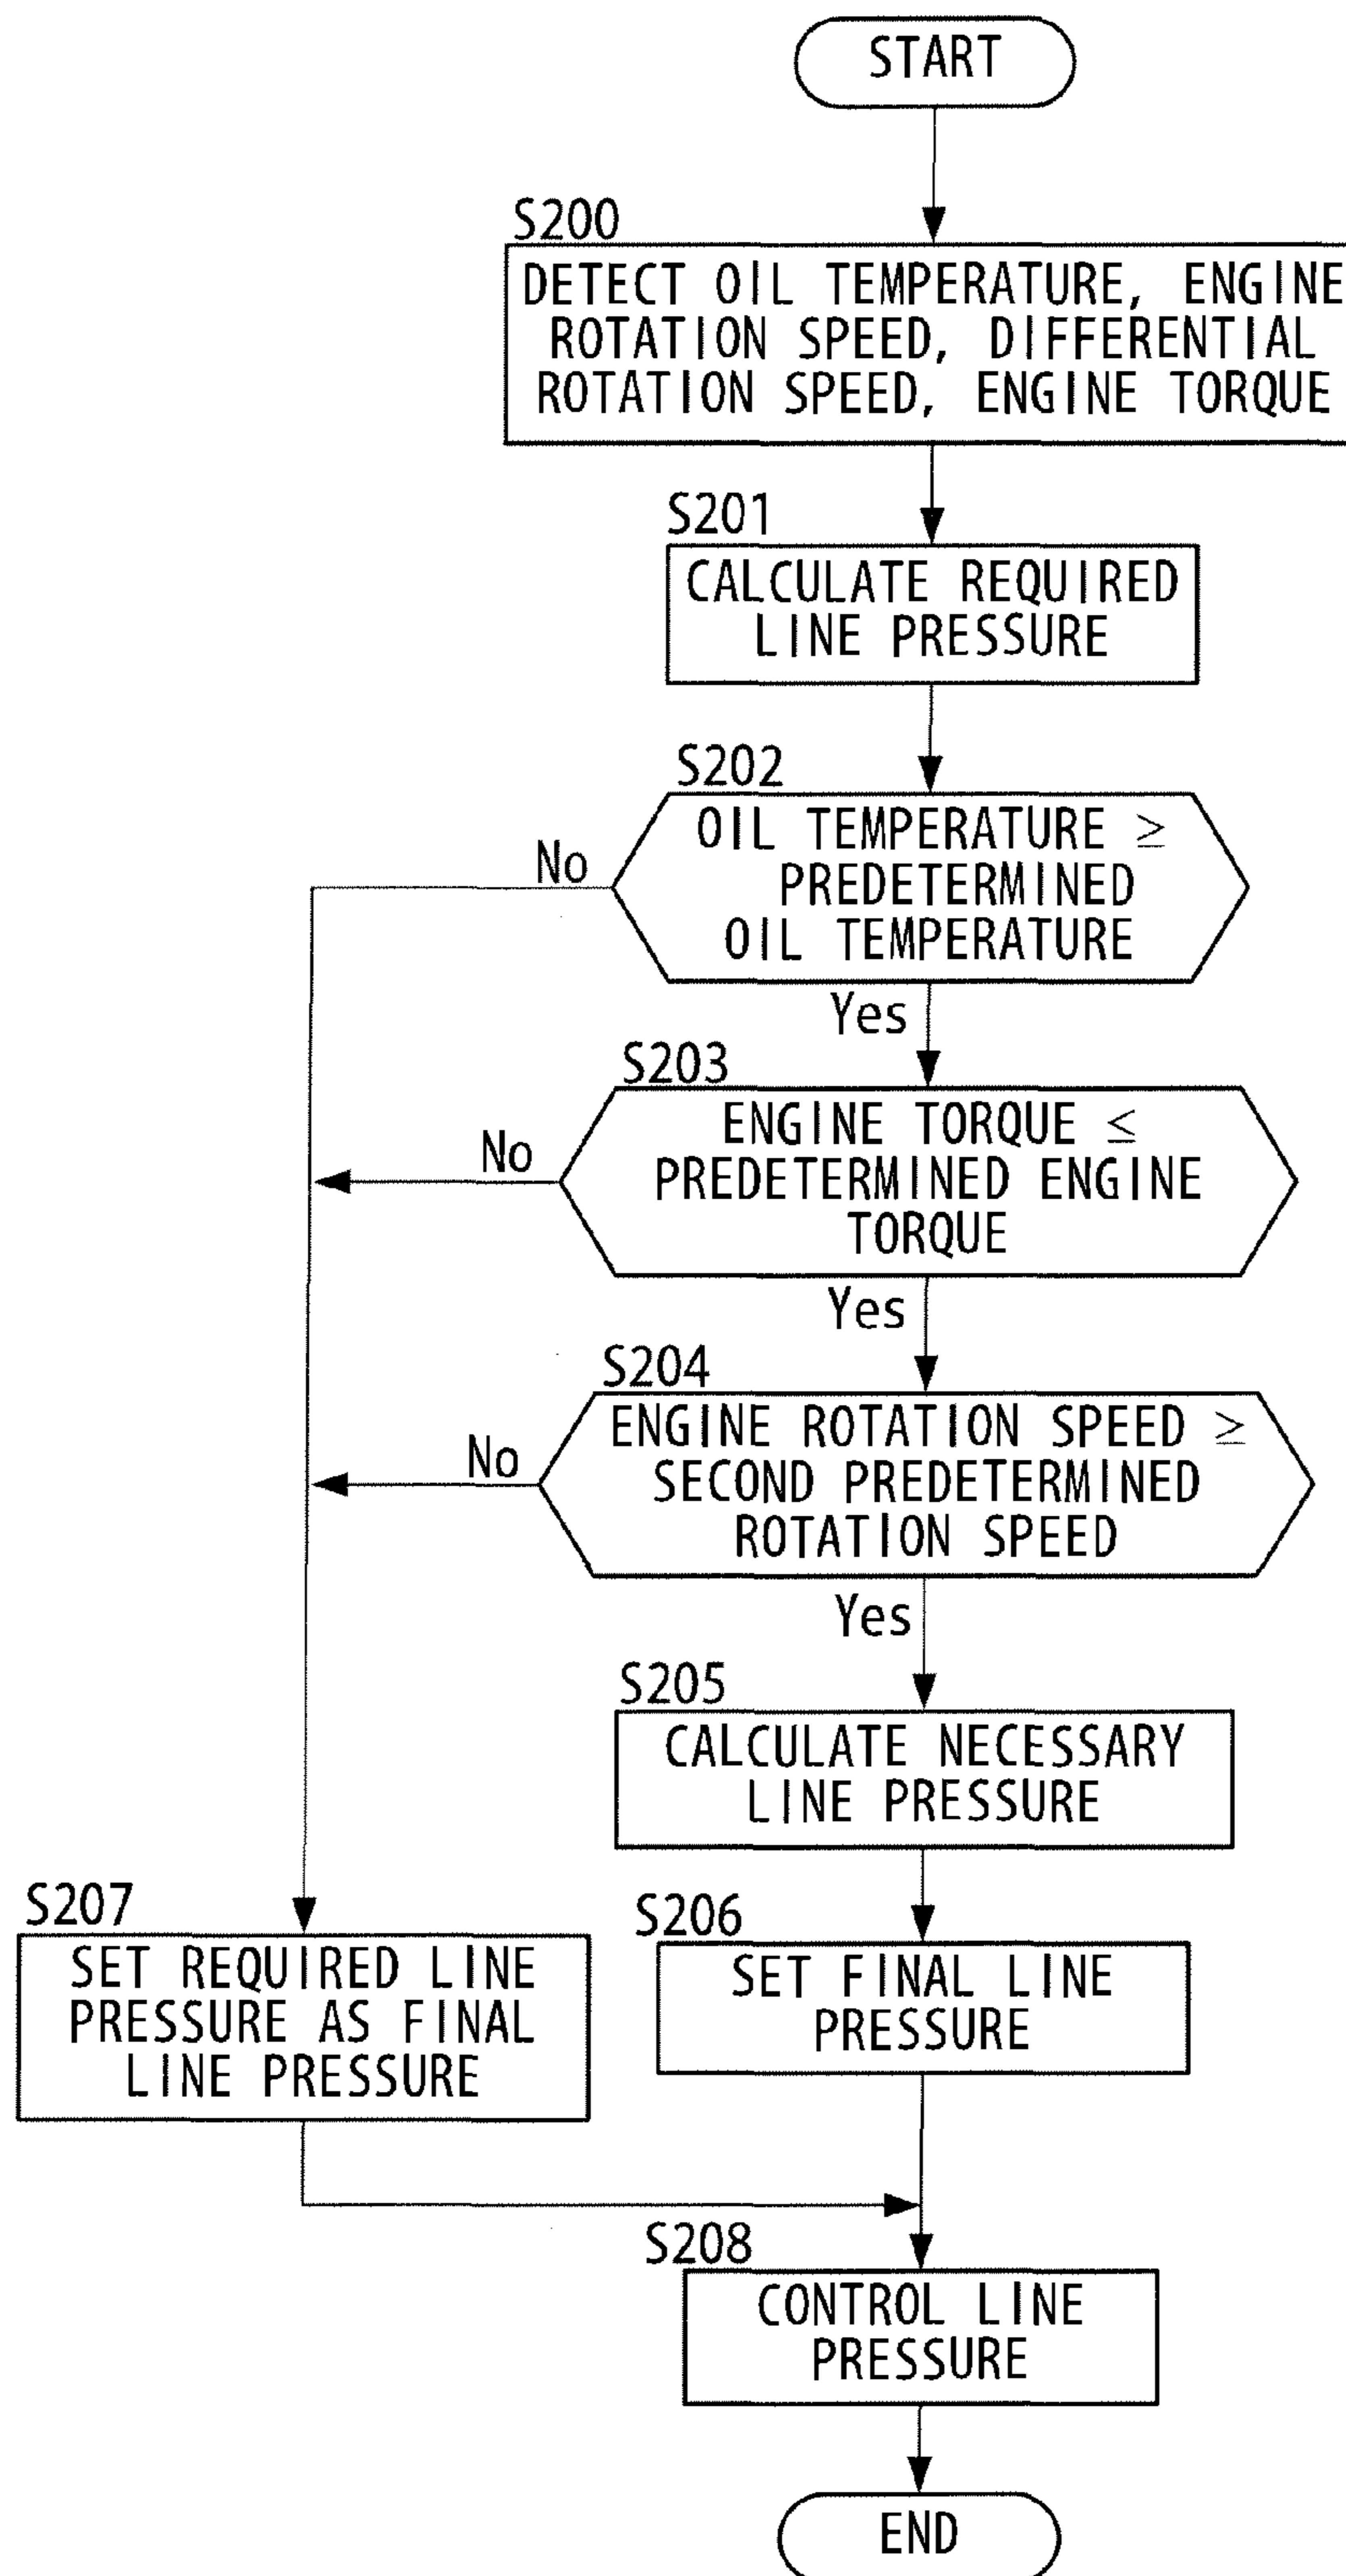 START
S200
DETECT OIL TEMPERATURE, ENGINE
ROTATION SPEED, DIFFERENTIAL
ROTATION SPEED, ENGINE TORQUE
S201
CALCULATE REQUIRED
LINE PRESSURE
S202
OIL TEMPERATURE ≥
PREDETERMINED
OIL TEMPERATURE
No
Yes
S203
ENGINE TORQUE ≤
PREDETERMINED ENGINE
TORQUE
No
Yes
S204
ENGINE ROTATION SPEED ≥
SECOND PREDETERMINED
ROTATION SPEED
No
Yes
S205
CALCULATE NECESSARY
LINE PRESSURE
S206
SET FINAL LINE
PRESSURE
S207
SET REQUIRED LINE
PRESSURE AS FINAL
LINE PRESSURE
S208
CONTROL LINE
PRESSURE
END